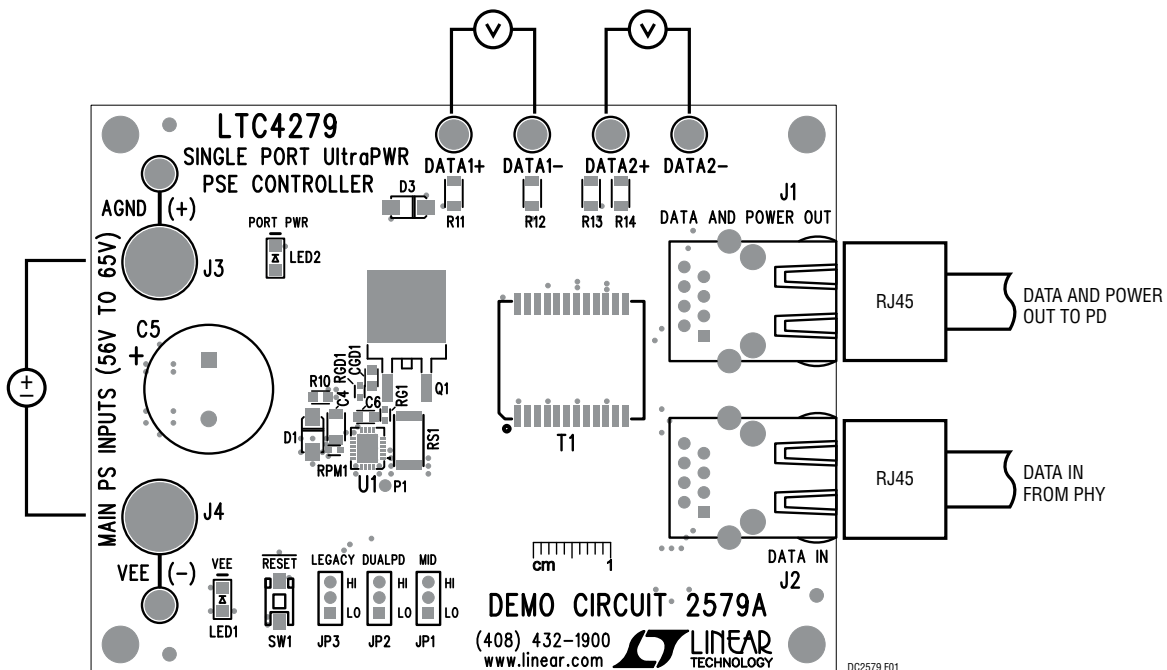 V
V
LTC4279
SINGLE PORT UltraPWR
PSE CONTROLLER
DATA1+
DATA1-
DATA2+
DATA2-
D3
R11
R12
R13
R14
J1
DATA AND POWER OUT
AGND
(+)
PORT PWR
LED2
J3
MAIN PS INPUTS (56V TO 65V)
C5
+
+
−
RJ45
DATA AND POWER
OUT TO PD
R10
RGD1
CGD1
Q1
C4
C6
RG1
D1
RS1
RPM1
U1
P1
T1
RJ45
DATA IN
FROM PHY
J4
VEE
(-)
VEE
LED1
RESET
SW1
LEGACY
HI
LO
JP3
DUALPD
HI
LO
JP2
MID
HI
LO
JP1
cm
1
DATA IN
J2
DEMO CIRCUIT 2579A
(408) 432-1900
www.linear.com
LINEAR
TECHNOLOGY
DC2579 F01